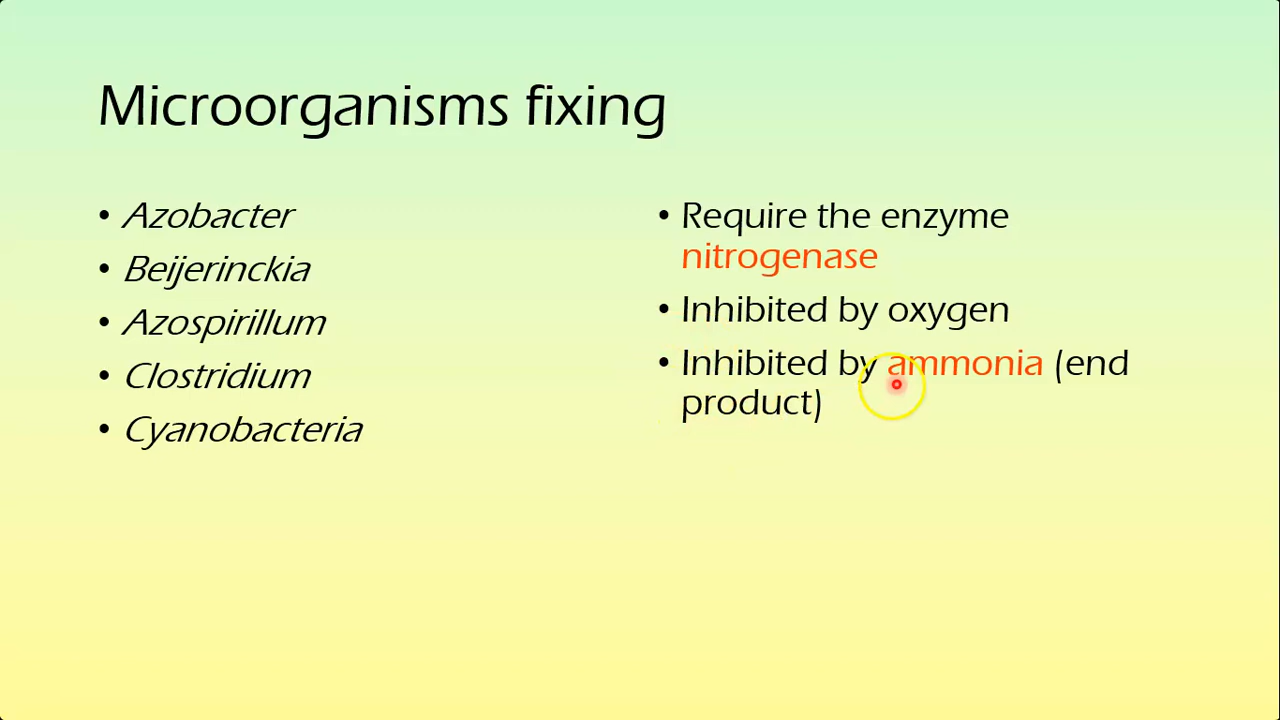 Microorganisms fixing
• Azobacter
• Beijerinckia
• Azospirillum
• Clostridium
• Cyanobacteria
• Require the enzyme
nitrogenase
• Inhibited by oxygen
• Inhibited by ammonia (end
product)